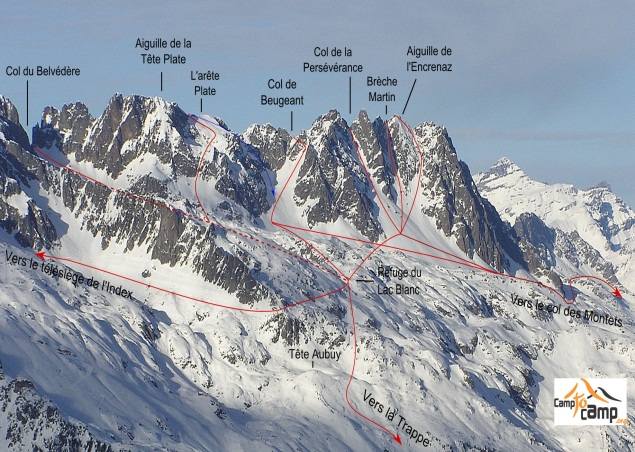 Aiguille de la
Tête Plate
Col du Belvédère
L'arête
Plate
Col de
Beugeant
Col de la
Persévérance
Brèche
Martin
Aiguille de
l'Encrenaz
Vers le télésiège de l'Index
Refuge du
Lac Blanc
Vers le col des Montets
Tête Aubuy
Vers la Trappe
Camp to camp.org